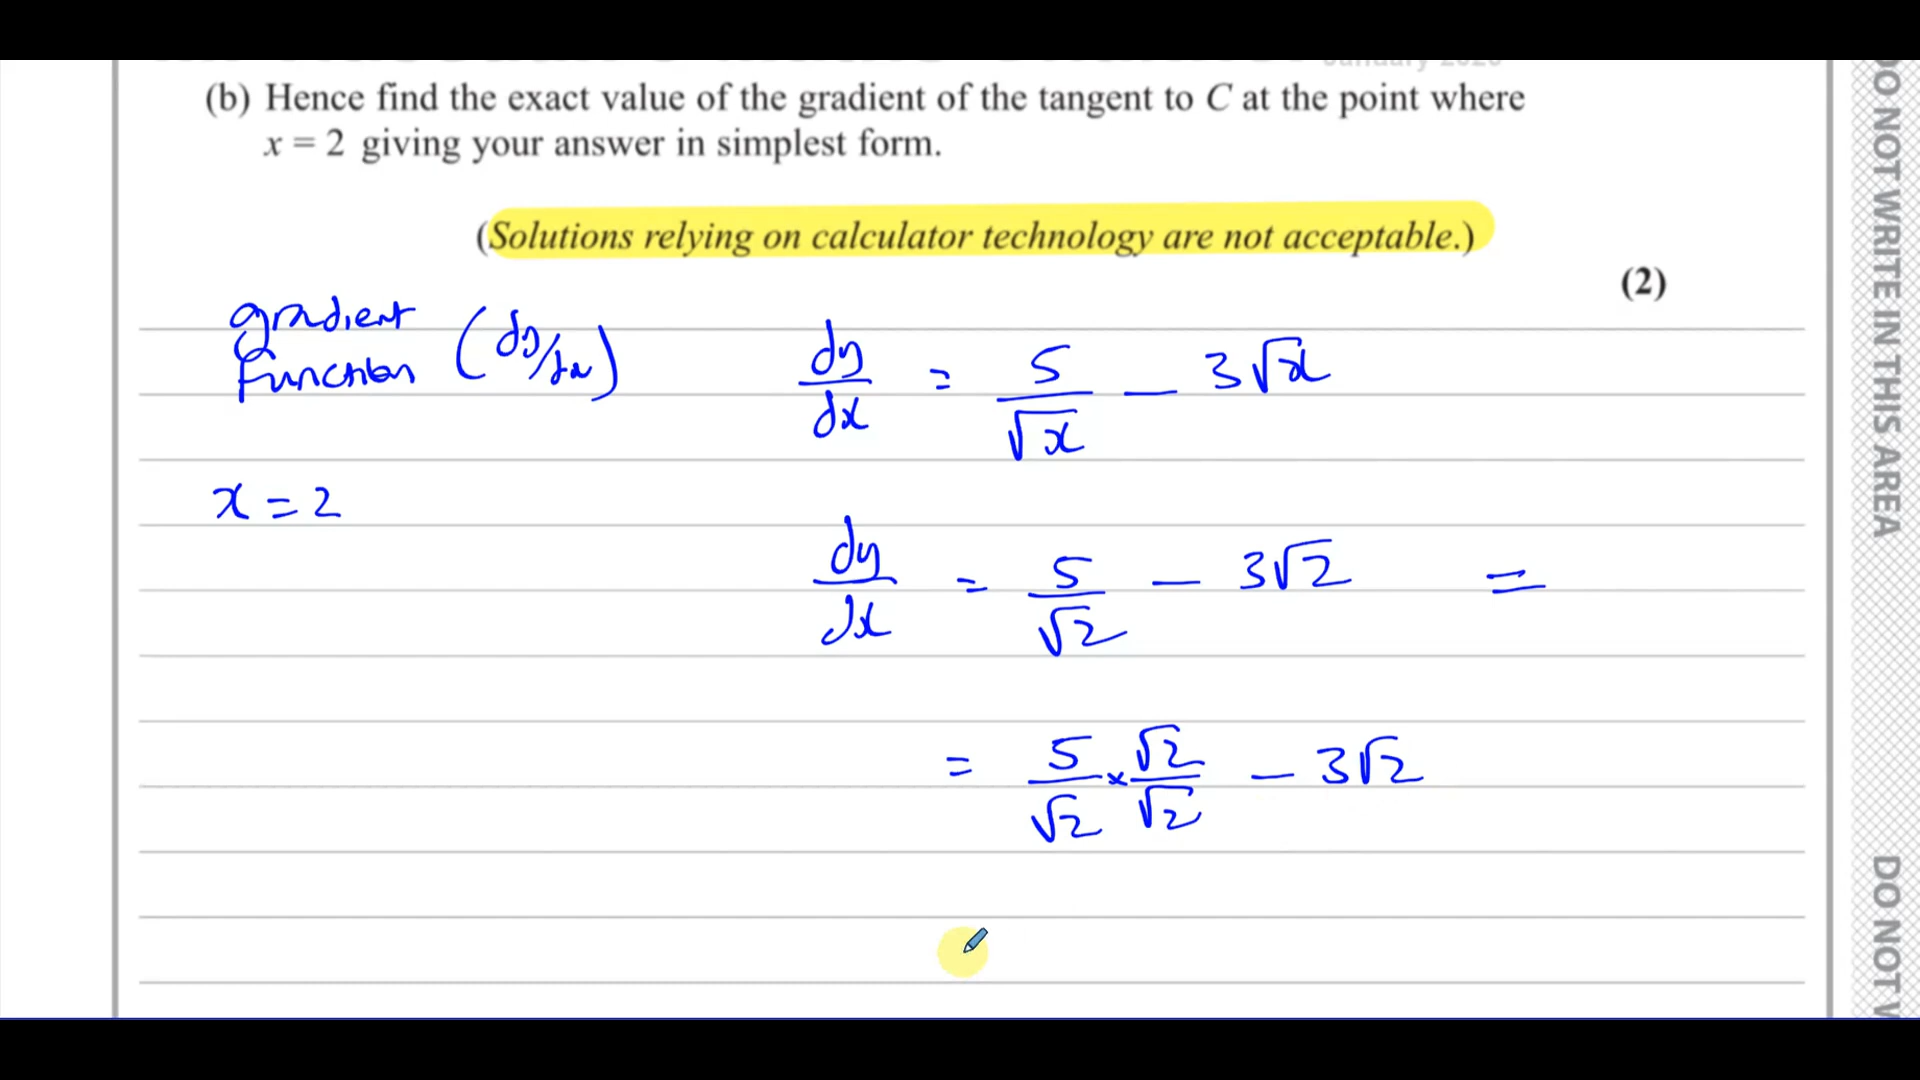 (b) Hence find the exact value of the gradient of the tangent to C at the point where
x = 2 giving your answer in simplest form.
(Solutions relying on calculator technology are not acceptable.)
(2)
gradient
function (dy/dx)
dy/dx = 5/√x − 3√x
x = 2
dy/dx = 5/√2 − 3√2 =
= 5/√2 × √2/√2 − 3√2
DO NOT WRITE IN THIS AREA
DO NOT W